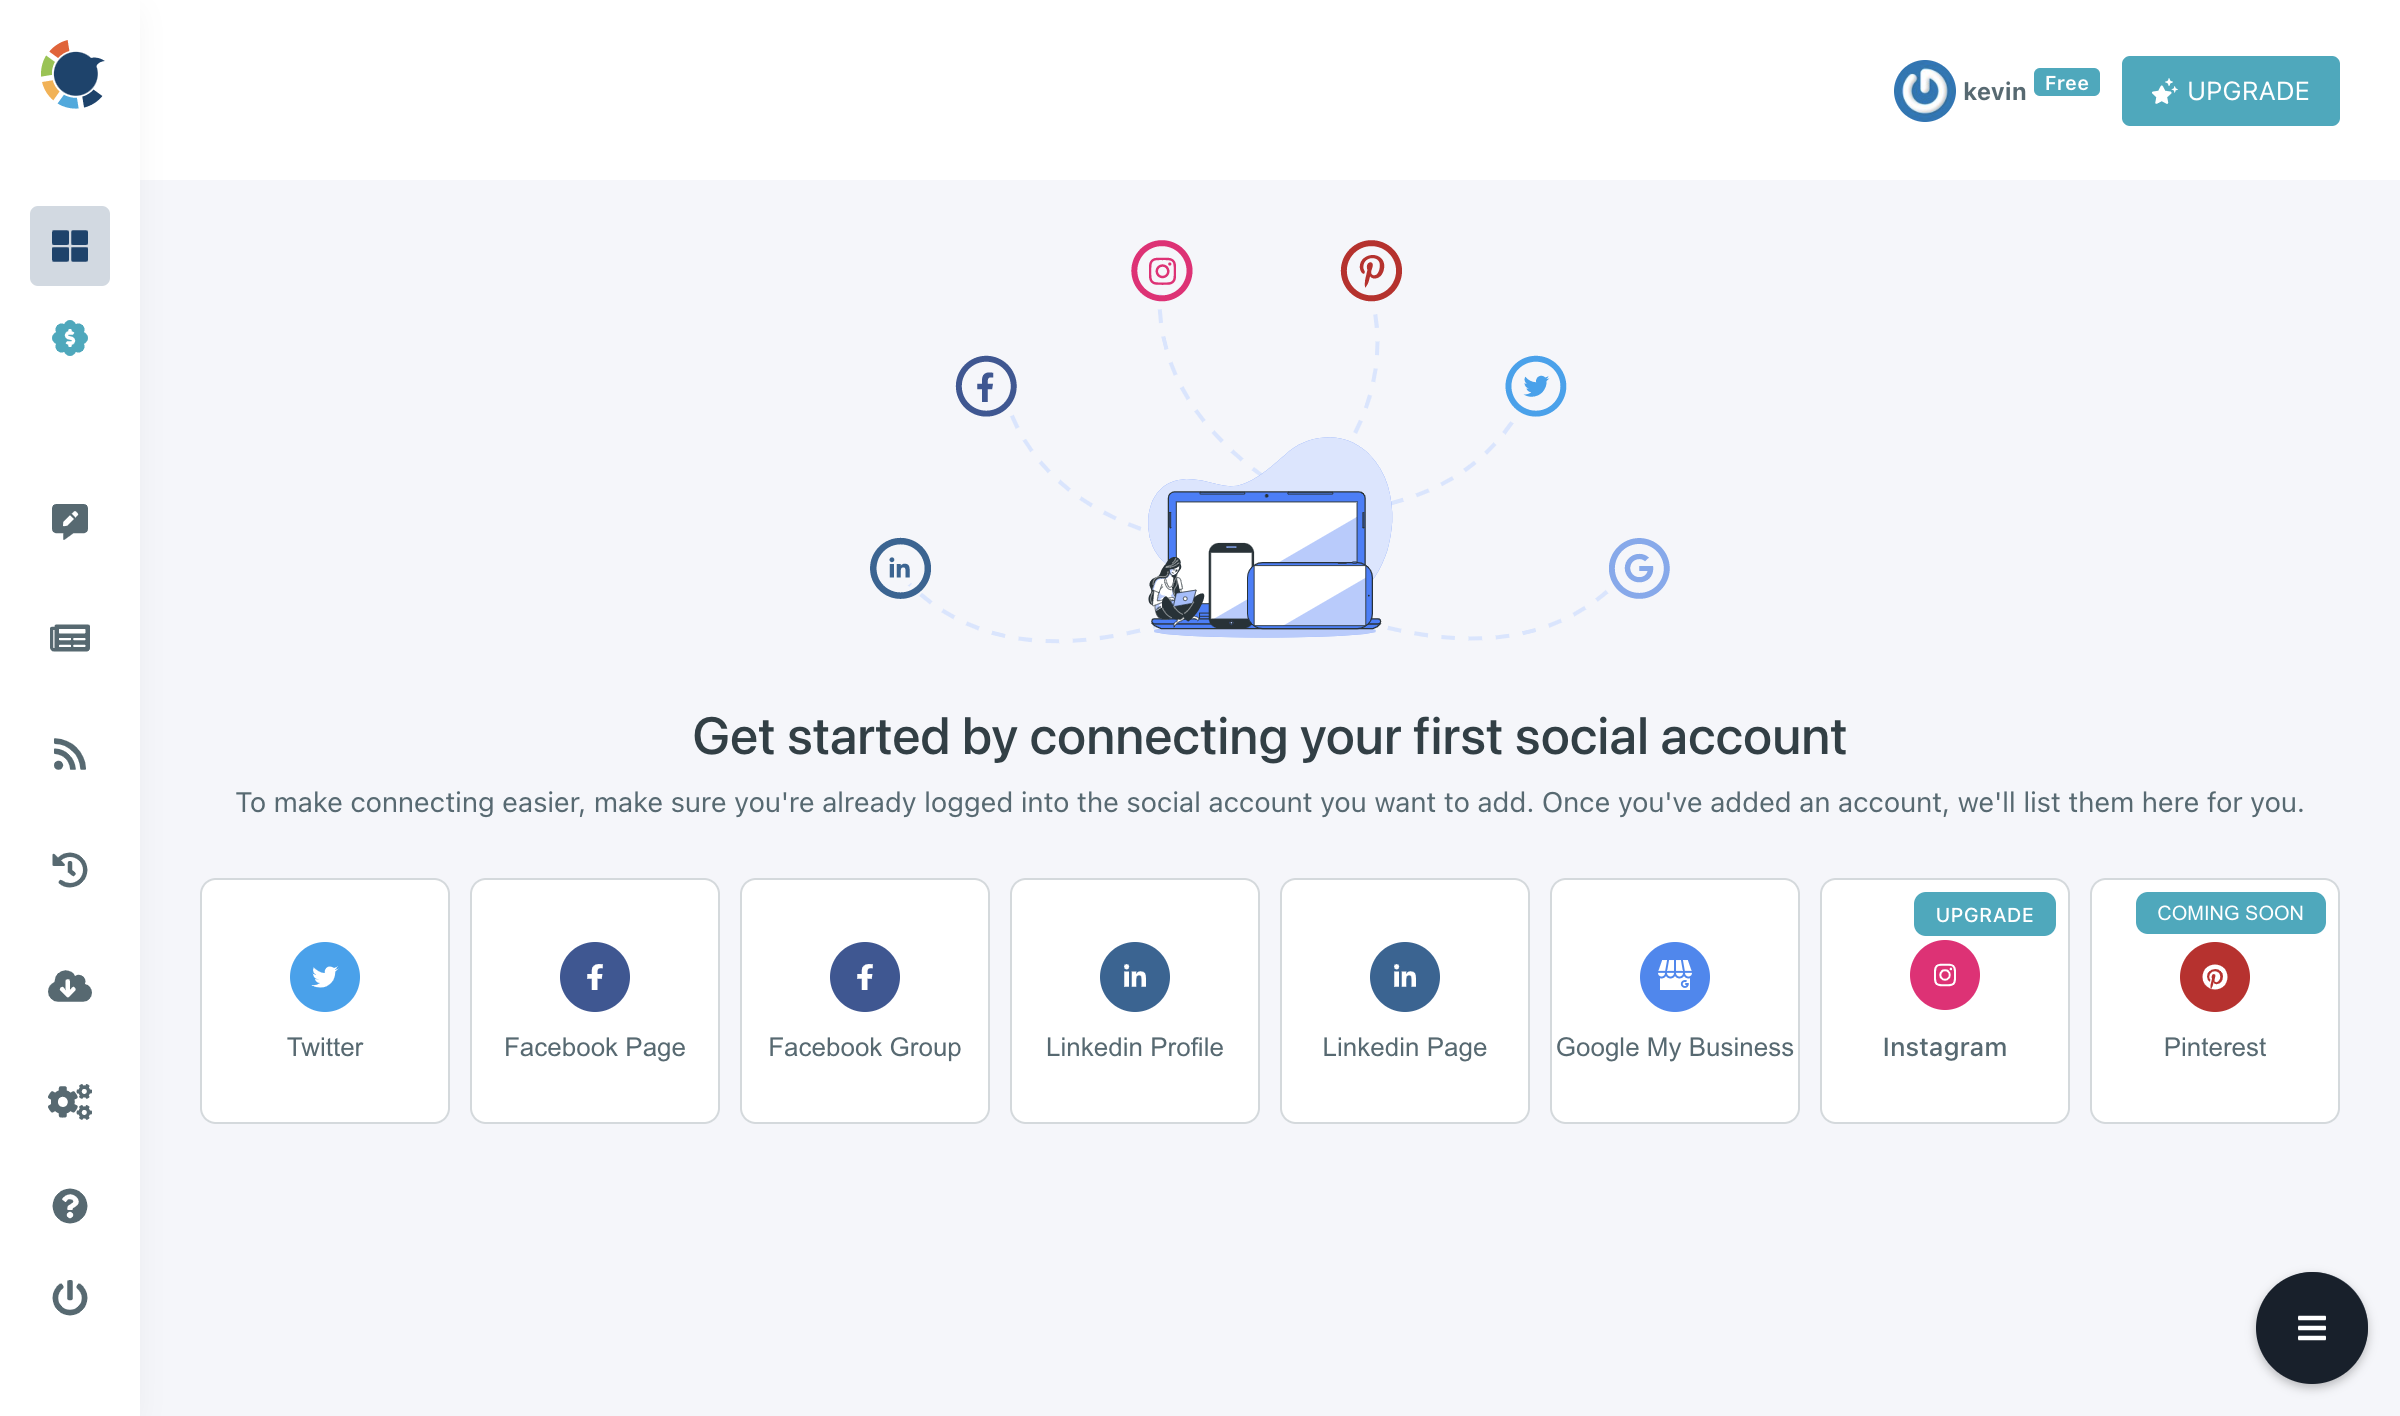 kevin Free
UPGRADE
Get started by connecting your first social account
To make connecting easier, make sure you're already logged into the social account you want to add. Once you've added an account, we'll list them here for you.
Twitter
Facebook Page
Facebook Group
Linkedin Profile
Linkedin Page
Google My Business
UPGRADE
Instagram
COMING SOON
Pinterest